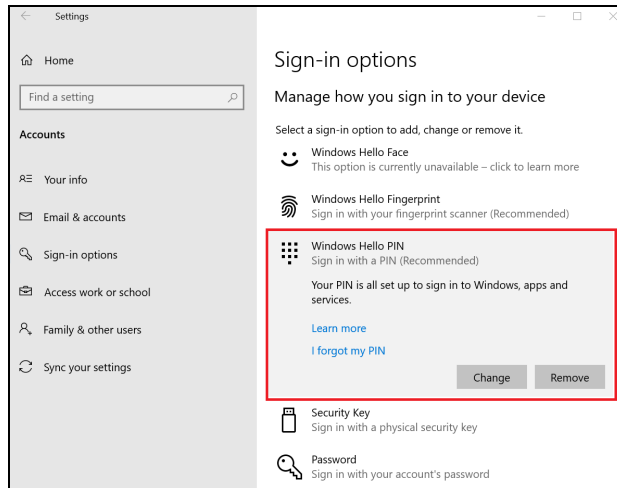 Settings
Home
Find a setting
Accounts
Your info
Email & accounts
Sign-in options
Access work or school
Family & other users
Sync your settings
Sign-in options
Manage how you sign in to your device
Select a sign-in option to add, change or remove it.
Windows Hello Face
This option is currently unavailable – click to learn more
Windows Hello Fingerprint
Sign in with your fingerprint scanner (Recommended)
Windows Hello PIN
Sign in with a PIN (Recommended)
Your PIN is all set up to sign in to Windows, apps and
services.
Learn more
I forgot my PIN
Change Remove
Security Key
Sign in with a physical security key
Password
Sign in with your account's password